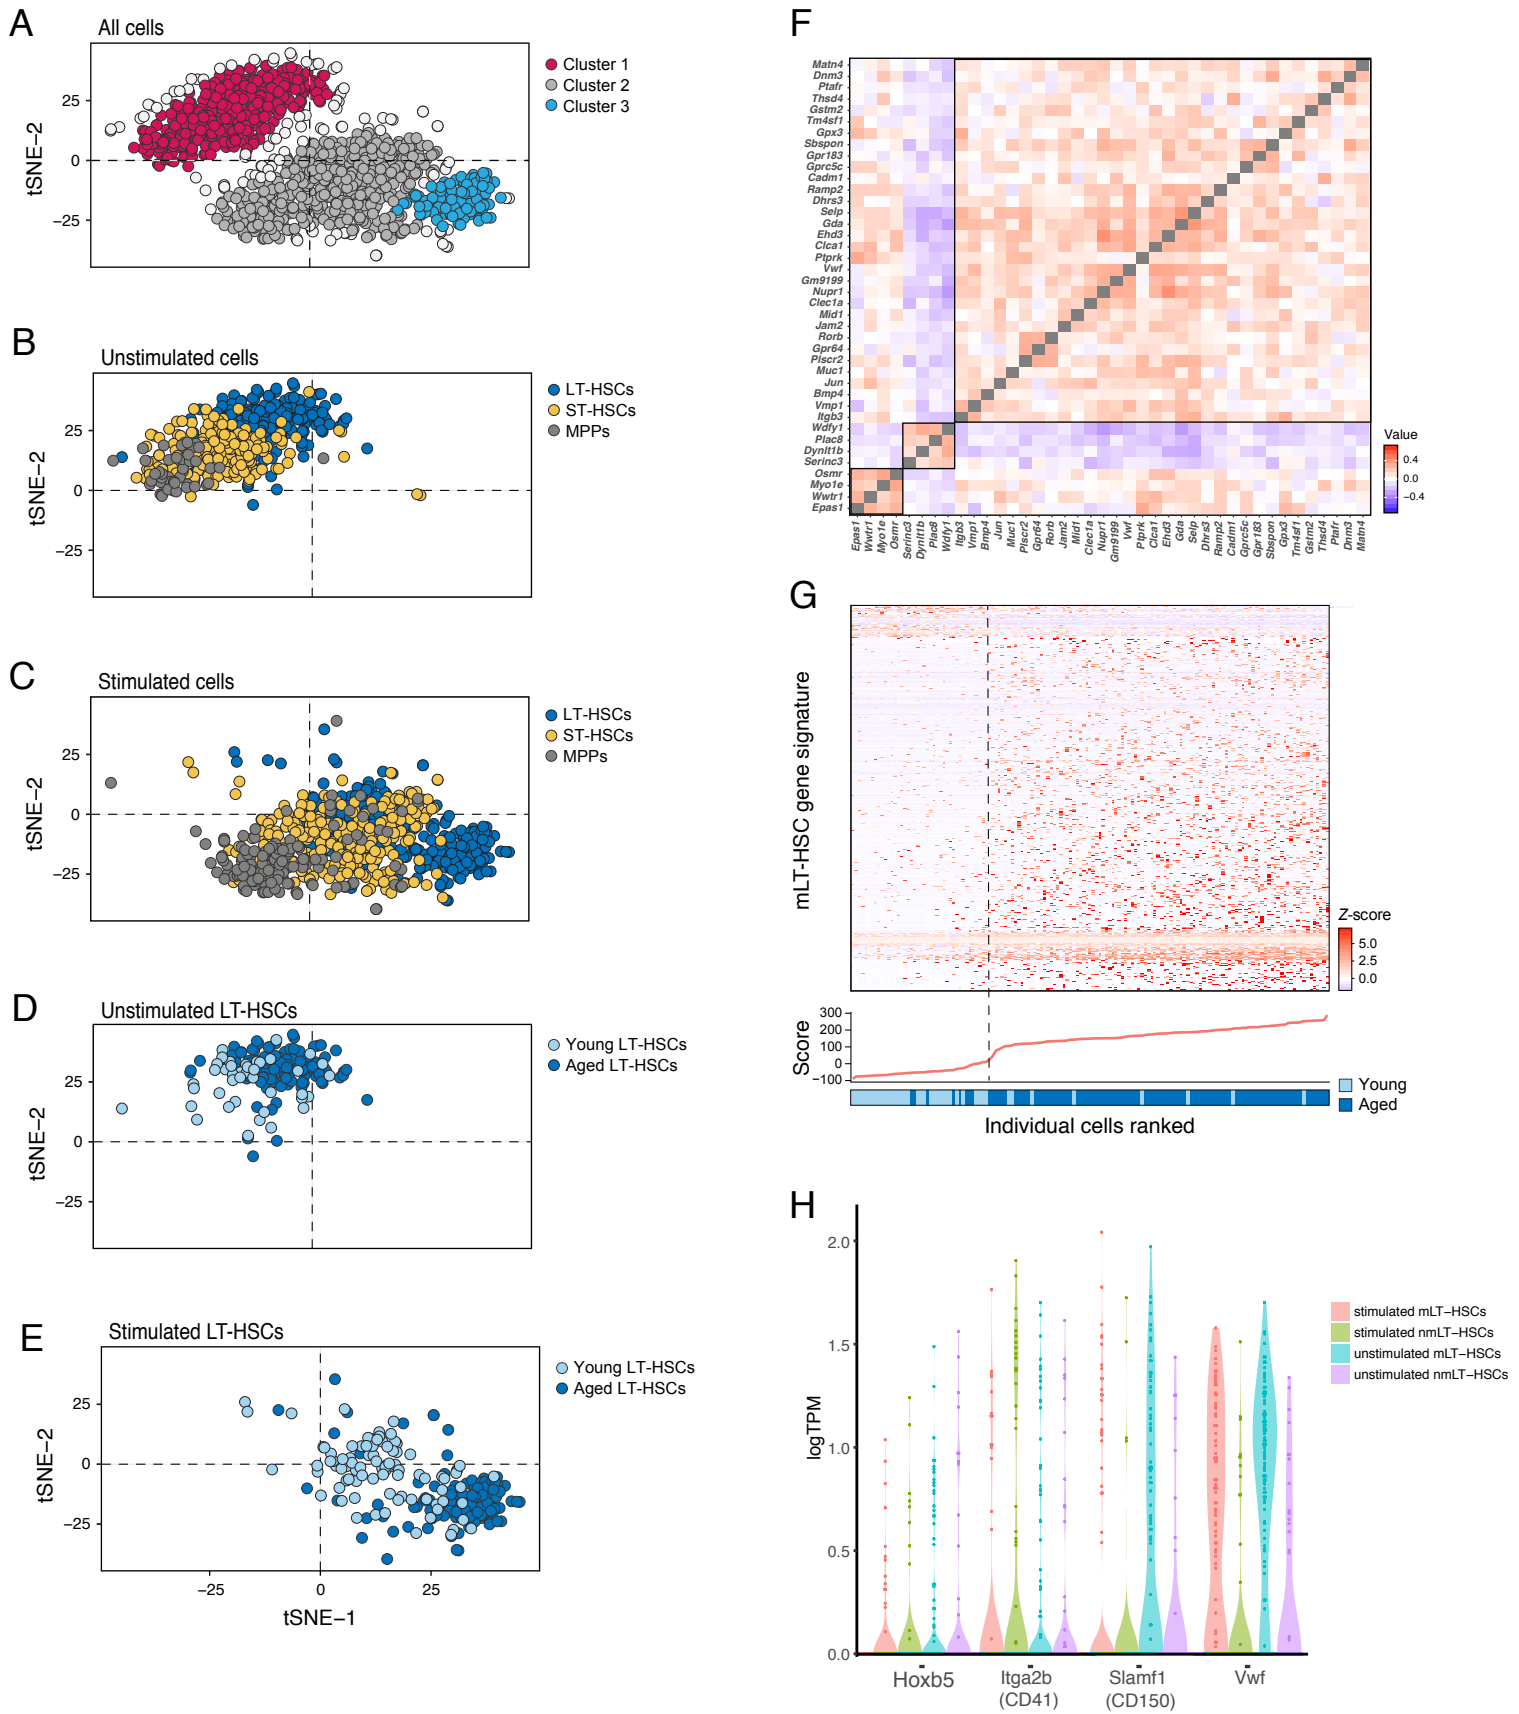 A
All cells
Cluster 1
Cluster 2
Cluster 3
25
0
−25
tSNE−2
B
Unstimulated cells
LT-HSCs
ST-HSCs
MPPs
25
0
−25
tSNE−2
C
Stimulated cells
LT-HSCs
ST-HSCs
MPPs
25
0
−25
tSNE−2
D
Unstimulated LT-HSCs
Young LT-HSCs
Aged LT-HSCs
25
0
−25
tSNE−2
E
Stimulated LT-HSCs
Young LT-HSCs
Aged LT-HSCs
25
0
−25
tSNE−2
−25 0 25
tSNE−1
F
Matn4
Dnm3
Ptafr
Thsd4
Gstm2
Tm4sf1
Gpx3
Sbspon
Gpr183
Gprc5c
Cadm1
Ramp2
Dhrs3
Selp
Gda
Ehd3
Clca1
Ptprk
Vwf
Gm9199
Nupr1
Clec1a
Mid1
Jam2
Rorb
Gpr64
Plscr2
Muc1
Jun
Bmp4
Vmp1
Itgb3
Wdfy1
Plac8
Dynlt1b
Serinc3
Osmr
Myo1e
Wwtr1
Epas1
Epas1 Wwtr1 Myo1e Osmr Serinc3 Dynlt1b Plac8 Wdfy1 Itgb3 Vmp1 Bmp4 Jun Muc1 Plscr2 Gpr64 Rorb Jam2 Mid1 Clec1a Nupr1 Gm9199 Vwf Ptprk Clca1 Ehd3 Gda Selp Dhrs3 Ramp2 Cadm1 Gprc5c Gpr183 Sbspon Gpx3 Tm4sf1 Gstm2 Thsd4 Ptafr Dnm3 Matn4
Value
0.4
0.0
−0.4
G
mLT-HSC gene signature
Z-score
5.0
2.5
0.0
Score
300
200
100
0
−100
Young
Aged
Individual cells ranked
H
logTPM
2.0
1.5
1.0
0.5
0.0
stimulated mLT−HSCs
stimulated nmLT−HSCs
unstimulated mLT−HSCs
unstimulated nmLT−HSCs
Hoxb5 Itga2b Slamf1 Vwf
(CD41) (CD150)